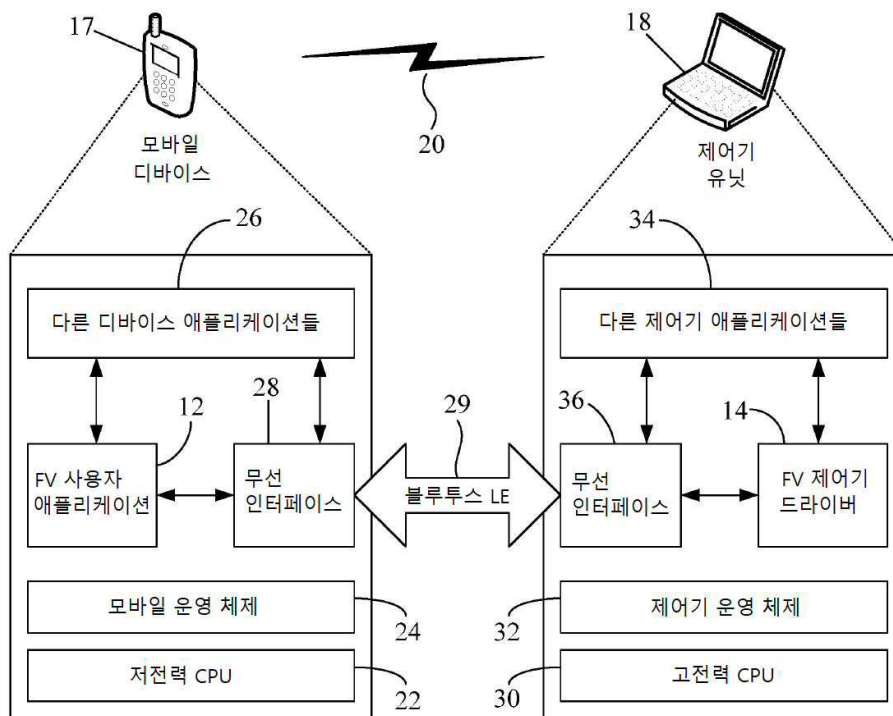 17
18
20
모바일
디바이스
제어기
유닛
26
34
다른 디바이스 애플리케이션들
다른 제어기 애플리케이션들
12
28
29
36
14
FV 사용자
애플리케이션
무선
인터페이스
블루투스 LE
무선
인터페이스
FV 제어기
드라이버
모바일 운영 체제
24
32
제어기 운영 체제
저전력 CPU
22
30
고전력 CPU